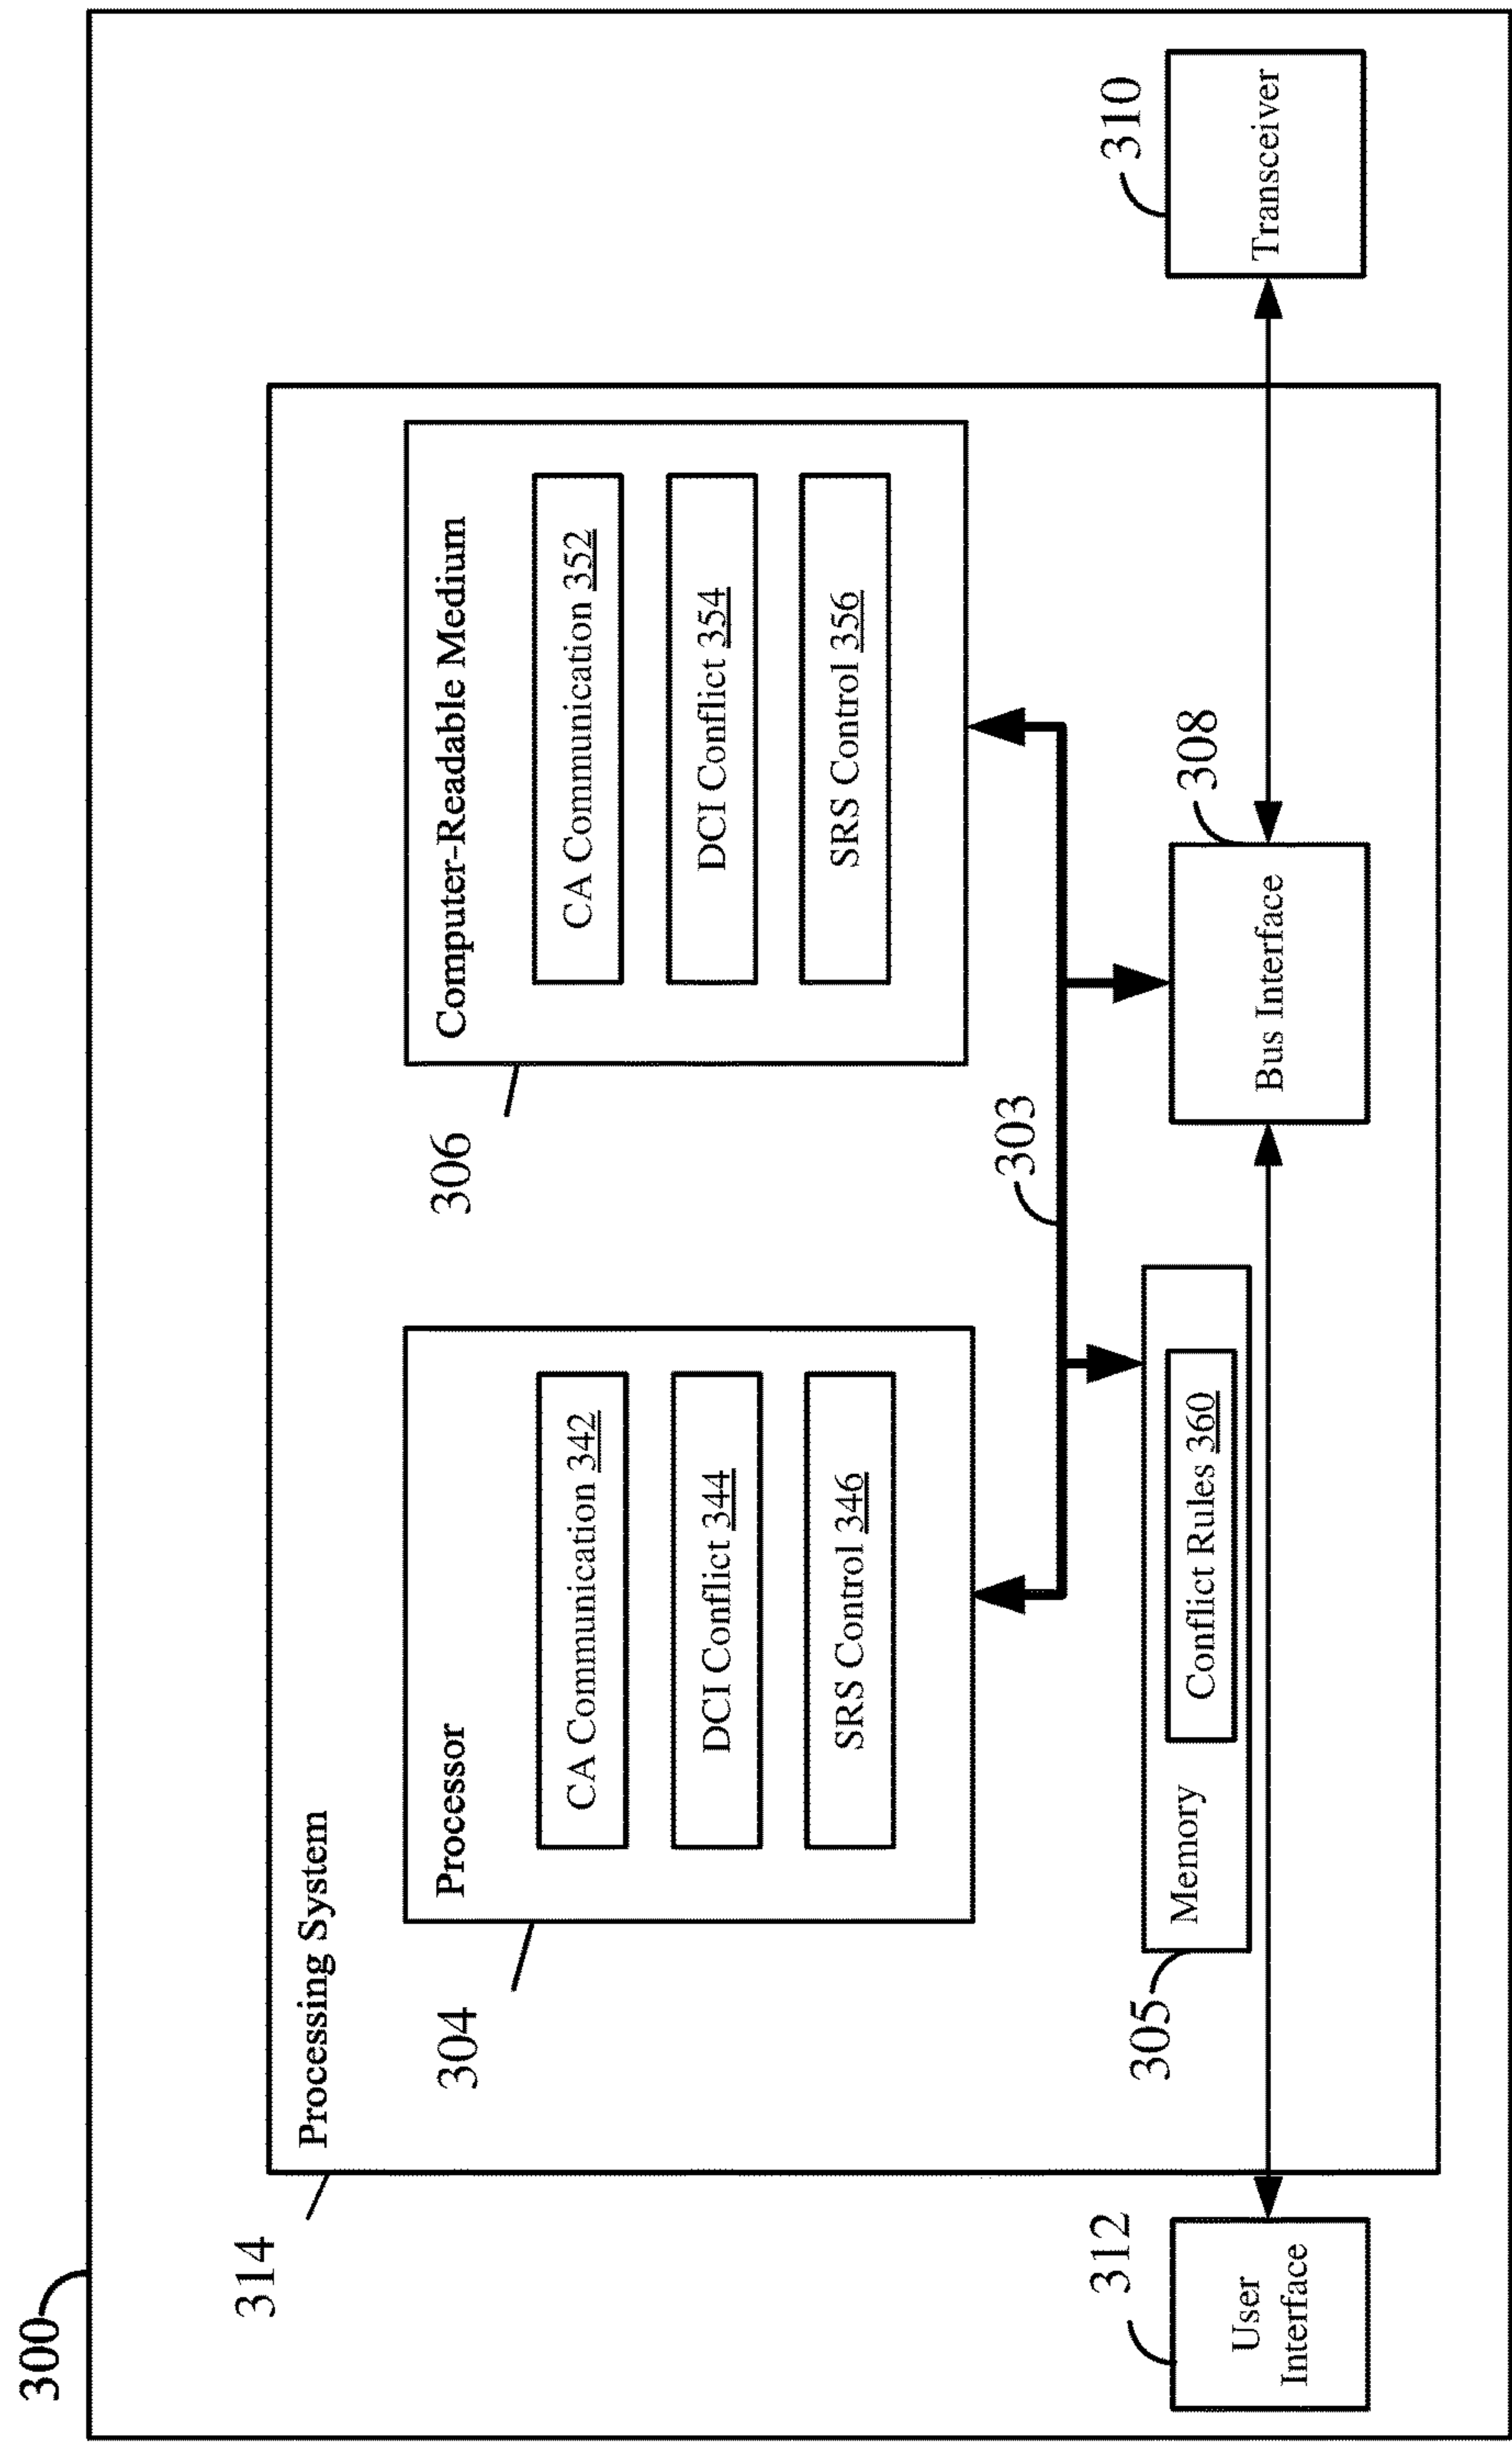 300
314
Processing System
304
Processor
CA Communication 342
DCI Conflict 344
SRS Control 346
306
Computer-Readable Medium
CA Communication 352
DCI Conflict 354
SRS Control 356
303
305
Memory
Conflict Rules 360
312
User
Interface
308
Bus Interface
310
Transceiver